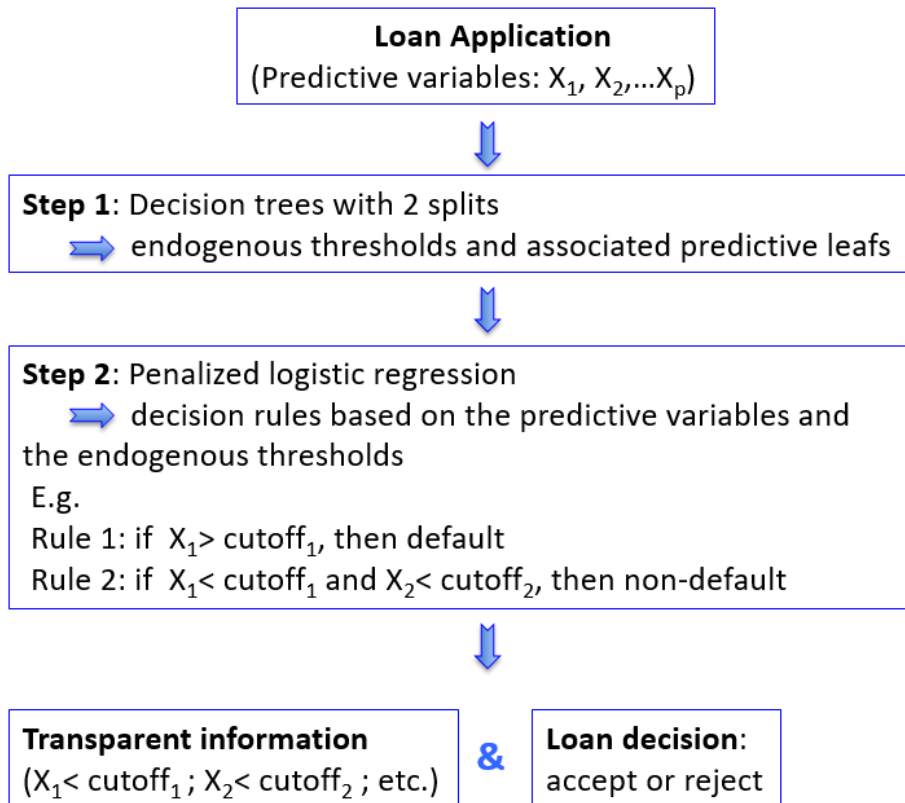 Loan Application
(Predictive variables: X₁, X₂,...Xₚ)
Step 1: Decision trees with 2 splits
endogenous thresholds and associated predictive leafs
Step 2: Penalized logistic regression
decision rules based on the predictive variables and
the endogenous thresholds
E.g.
Rule 1: if X₁> cutoff₁, then default
Rule 2: if X₁< cutoff₁ and X₂< cutoff₂, then non-default
Transparent information
(X₁< cutoff₁ ; X₂< cutoff₂ ; etc.)
&
Loan decision:
accept or reject